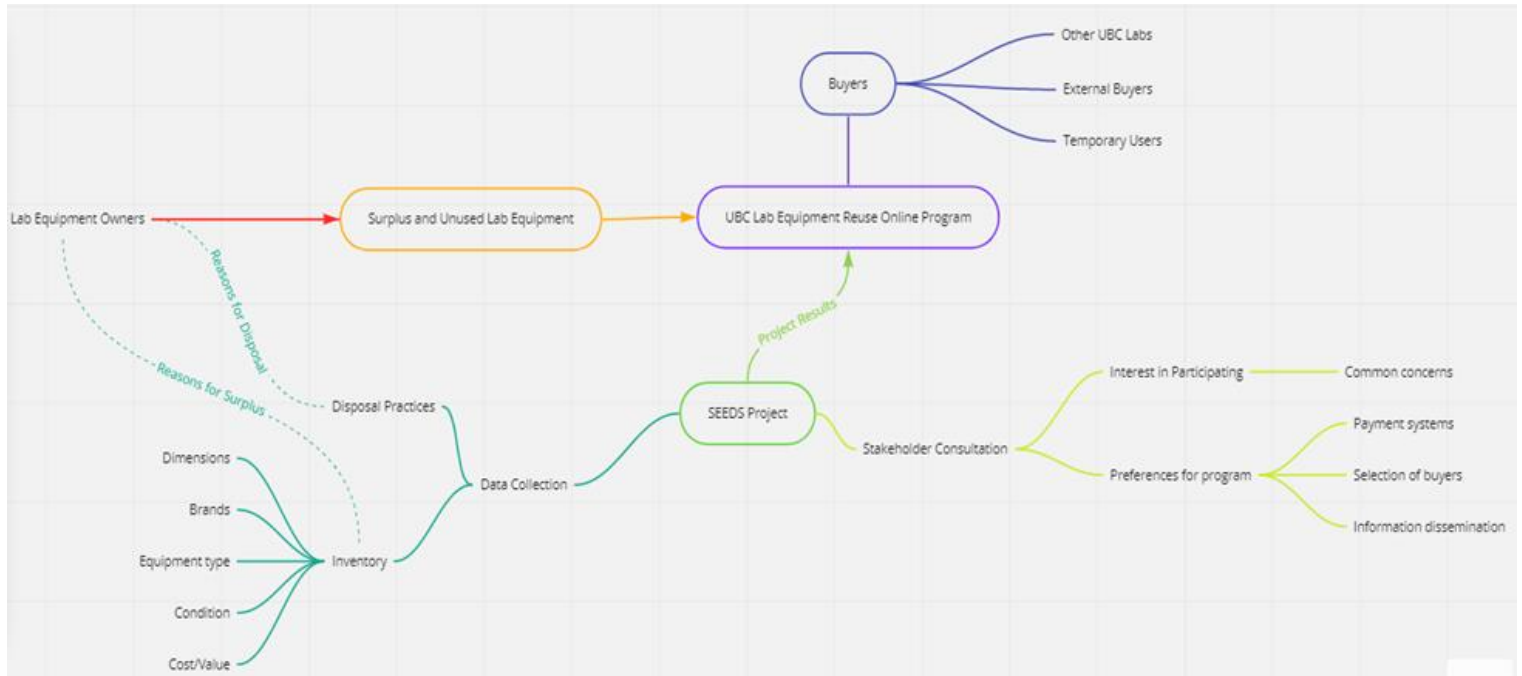 Other UBC Labs
Buyers
External Buyers
Temporary Users
Lab Equipment Owners
Surplus and Unused Lab Equipment
UBC Lab Equipment Reuse Online Program
Reasons for Disposal
Reasons for Surplus
Project Results
Interest in Participating
Common concerns
Disposal Practices
SEEDS Project
Payment systems
Stakeholder Consultation
Dimensions
Preferences for program
Selection of buyers
Data Collection
Brands
Information dissemination
Equipment type
Inventory
Condition
Cost/Value